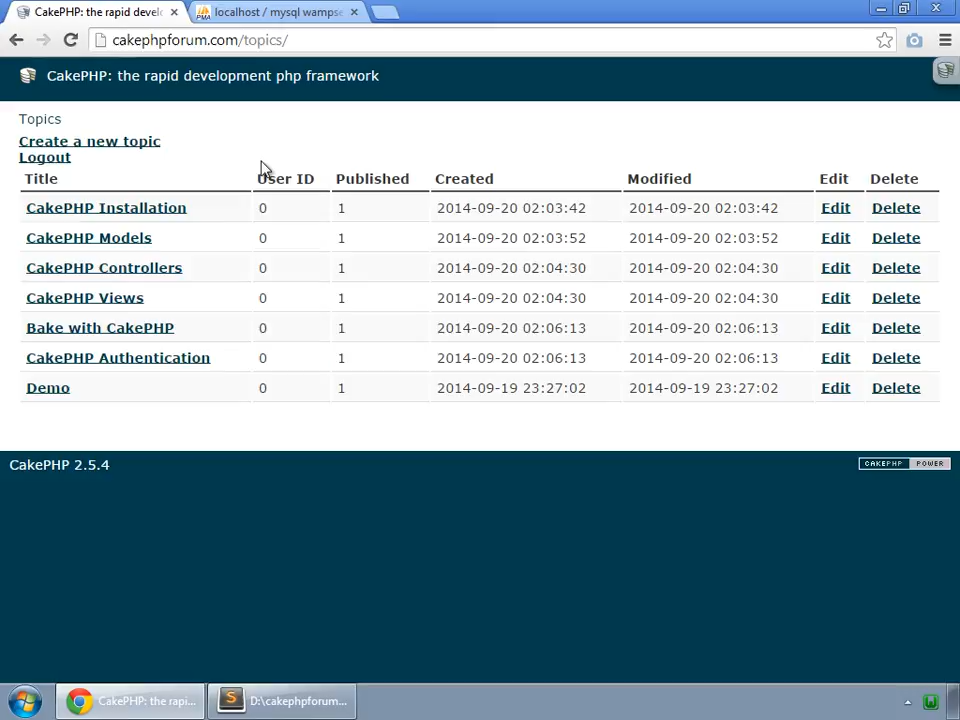 CakePHP: the rapid devel
localhost / mysql wampse
cakephpforum.com/topics/
CakePHP: the rapid development php framework
Topics
Create a new topic
Logout
Title User ID Published Created Modified Edit Delete
CakePHP Installation 0 1 2014-09-20 02:03:42 2014-09-20 02:03:42 Edit Delete
CakePHP Models 0 1 2014-09-20 02:03:52 2014-09-20 02:03:52 Edit Delete
CakePHP Controllers 0 1 2014-09-20 02:04:30 2014-09-20 02:04:30 Edit Delete
CakePHP Views 0 1 2014-09-20 02:04:30 2014-09-20 02:04:30 Edit Delete
Bake with CakePHP 0 1 2014-09-20 02:06:13 2014-09-20 02:06:13 Edit Delete
CakePHP Authentication 0 1 2014-09-20 02:06:13 2014-09-20 02:06:13 Edit Delete
Demo 0 1 2014-09-19 23:27:02 2014-09-19 23:27:02 Edit Delete
CakePHP 2.5.4
CAKEPHP POWER
CakePHP: the rapi...
D:\cakephpforum...